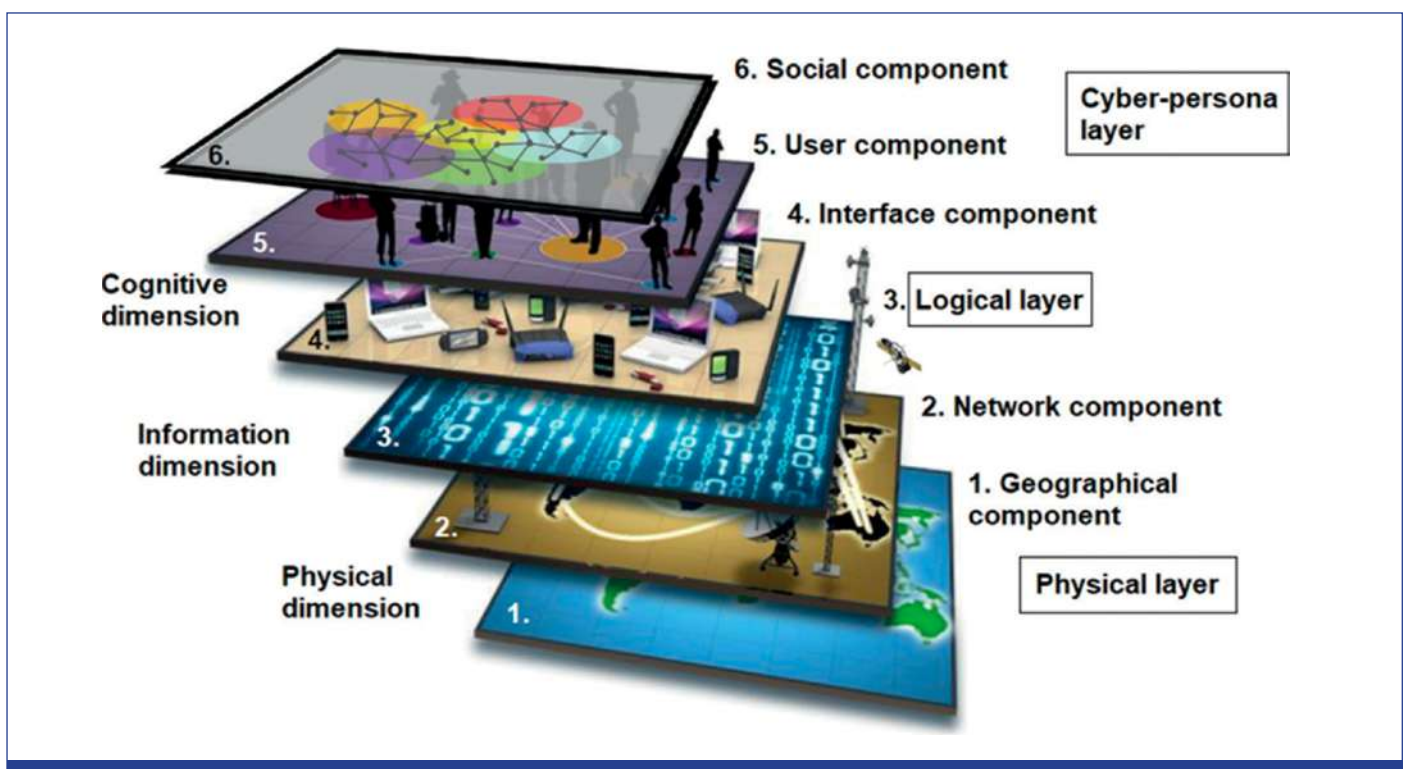 6. Social component
Cyber-persona
layer
5. User component
4. Interface component
3. Logical layer
2. Network component
1. Geographical
component
Physical layer
Cognitive
dimension
Information
dimension
Physical
dimension
6.
5.
4.
3.
2.
1.